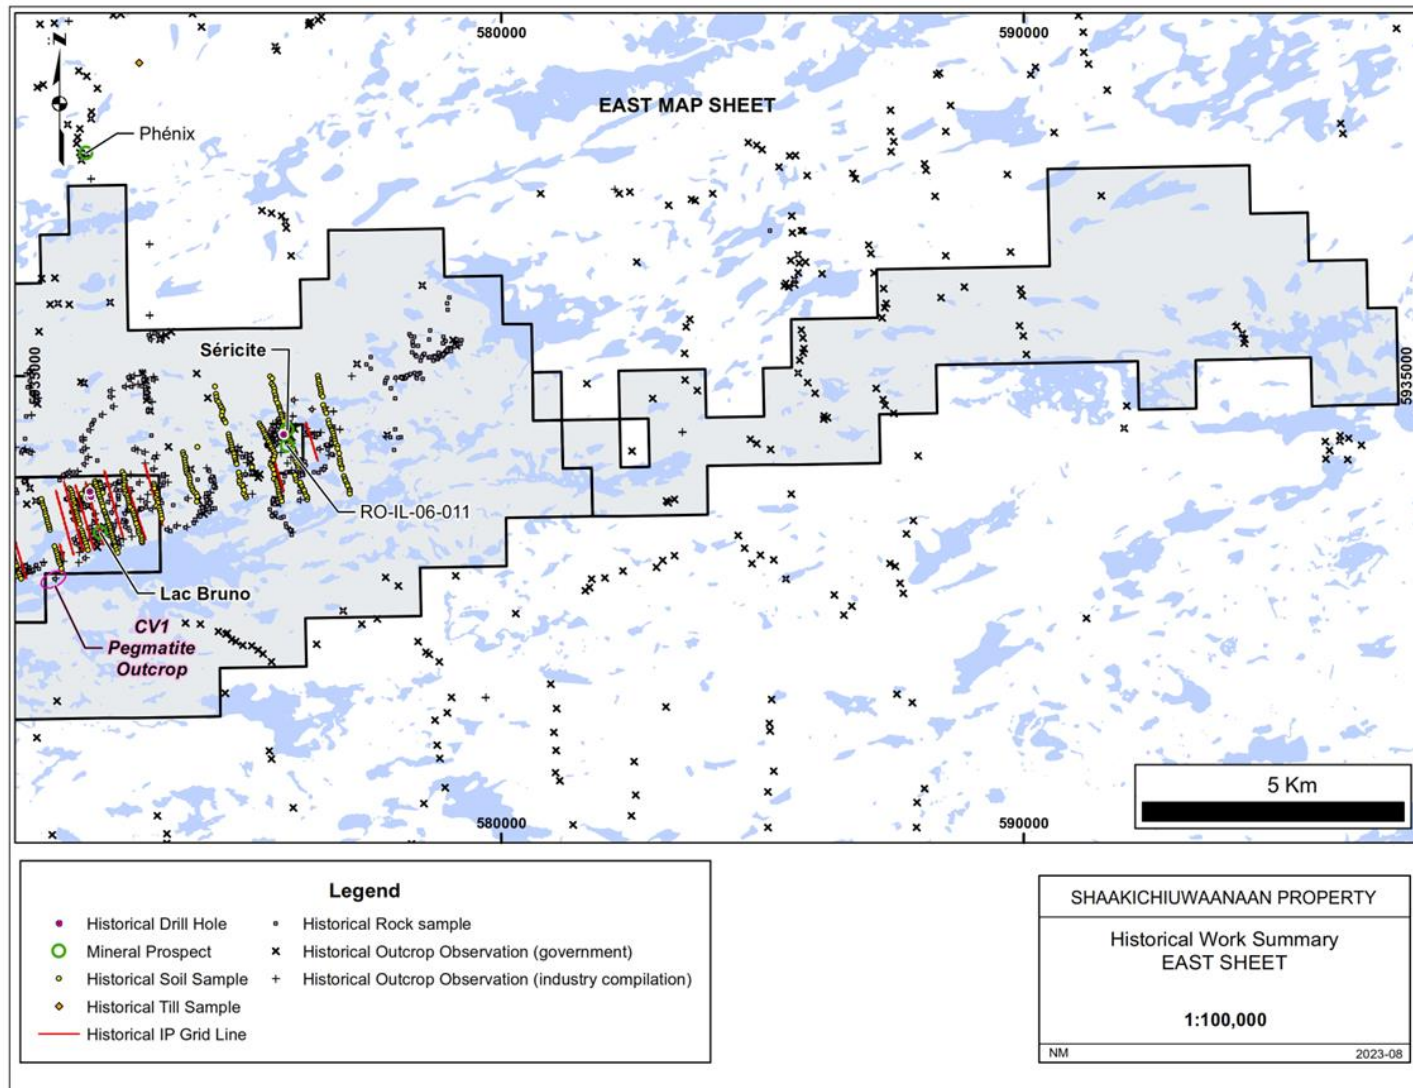 580000
590000
N
EAST MAP SHEET
Phénix
Séricite
5935000
5935000
RO-IL-06-011
Lac Bruno
CV1
Pegmatite
Outcrop
5 Km
580000
590000
Legend
Historical Drill Hole
Historical Rock sample
Mineral Prospect
Historical Outcrop Observation (government)
Historical Soil Sample
Historical Outcrop Observation (industry compilation)
Historical Till Sample
Historical IP Grid Line
SHAAKICHIUWAANAAN PROPERTY
Historical Work Summary
EAST SHEET
1:100,000
NM
2023-08